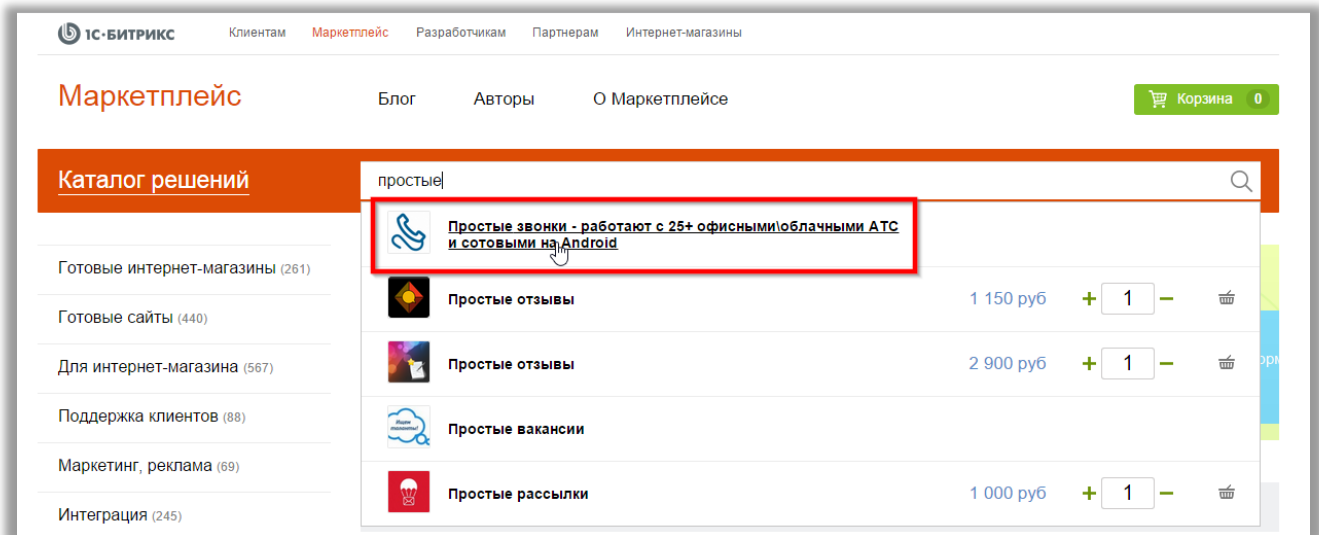 1С-БИТРИКС Клиентам Маркетплейс Разработчикам Партнерам Интернет-магазины
Маркетплейс Блог Авторы О Маркетплейсе Корзина 0
Каталог решений простые
Простые звонки - работают с 25+ офисными\облачными АТС
и сотовыми на Android
Готовые интернет-магазины (261)
Простые отзывы 1 150 руб + 1 −
Готовые сайты (440)
Для интернет-магазина (567)
Простые отзывы 2 900 руб + 1 −
Поддержка клиентов (88)
Простые вакансии
Маркетинг, реклама (69)
Простые рассылки 1 000 руб + 1 −
Интеграция (245)